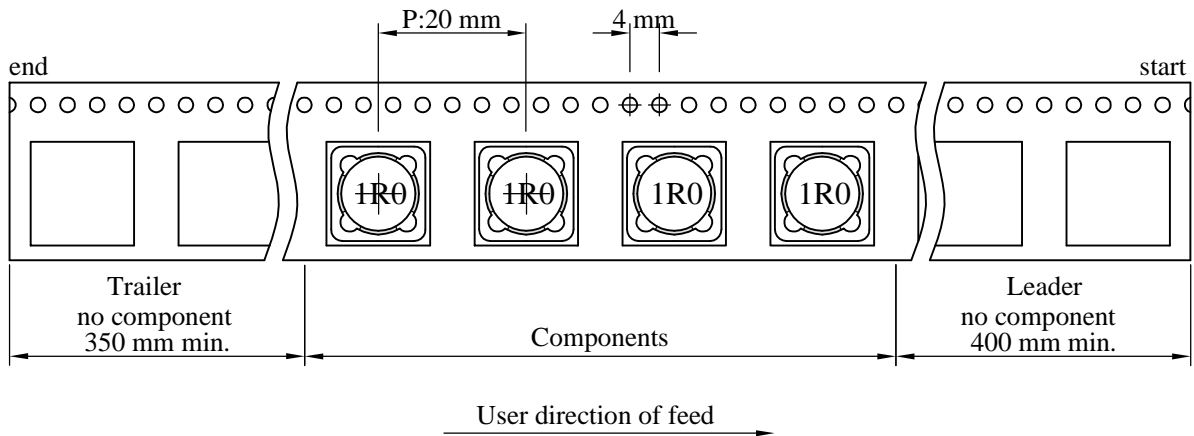 P:20 mm
4 mm
end
start
1R0
1R0
1R0
1R0
Trailer
no component
350 mm min.
Components
Leader
no component
400 mm min.
User direction of feed